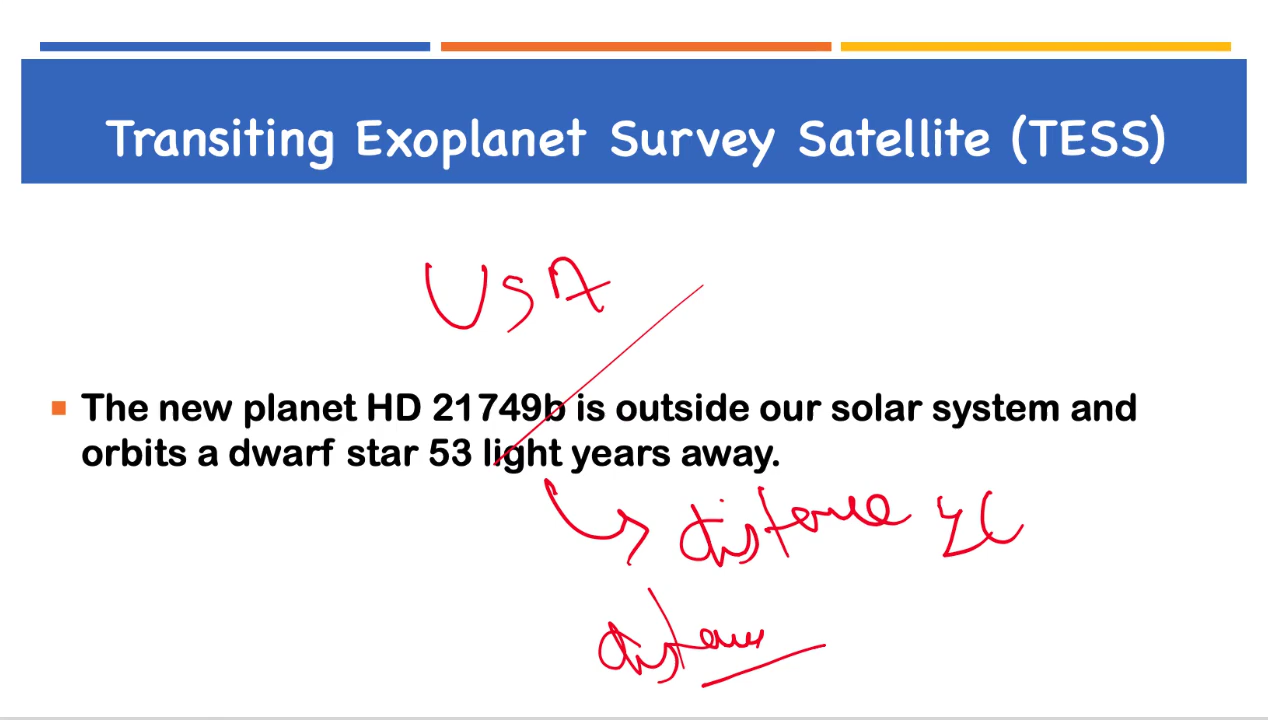 Transiting Exoplanet Survey Satellite (TESS)
USA
The new planet HD 21749b is outside our solar system and
orbits a dwarf star 53 light years away.
distance
distance